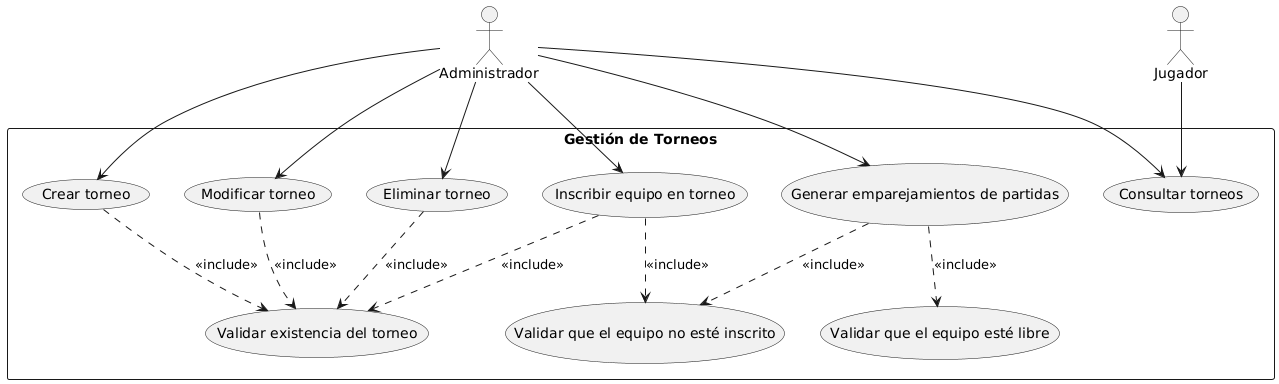 Administrador
Jugador
Gestión de Torneos
Crear torneo
Modificar torneo
Eliminar torneo
Inscribir equipo en torneo
Generar emparejamientos de partidas
Consultar torneos
«include»
«include»
«include»
«include»
«include»
«include»
«include»
Validar existencia del torneo
Validar que el equipo no esté inscrito
Validar que el equipo esté libre